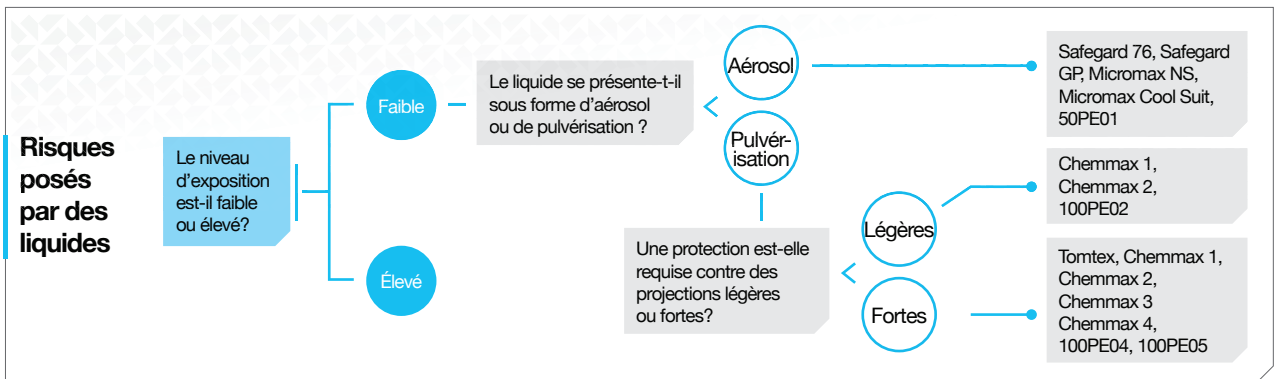 Risques
posés
par des
liquides
Le niveau
d’exposition
est-il faible
ou élevé?
Faible
Élevé
Le liquide se présente-t-il
sous forme d’aérosol
ou de pulvérisation ?
Aérosol
Pulvér-
isation
Safegard 76, Safegard
GP, Micromax NS,
Micromax Cool Suit,
50PE01
Une protection est-elle
requise contre des
projections légères
ou fortes?
Légères
Fortes
Chemmax 1,
Chemmax 2,
100PE02
Tomtex, Chemmax 1,
Chemmax 2,
Chemmax 3
Chemmax 4,
100PE04, 100PE05